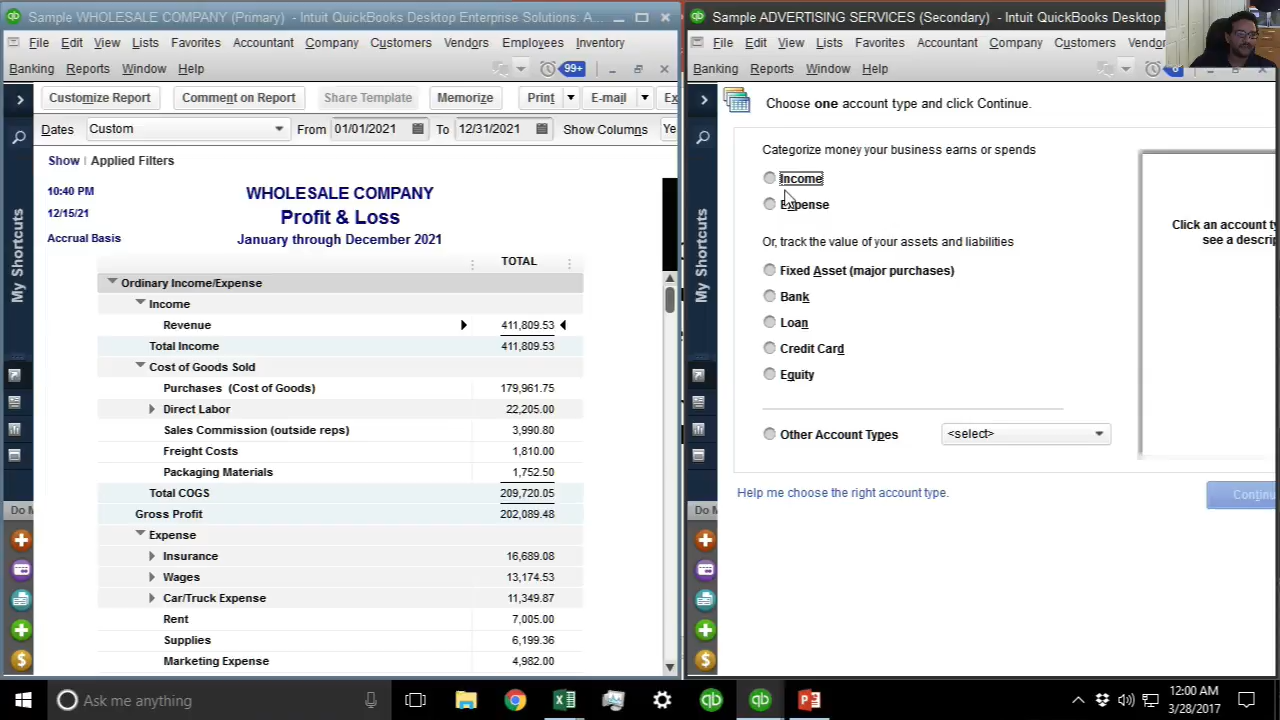 Sample WHOLESALE COMPANY (Primary) - Intuit QuickBooks Desktop Enterprise Solutions: A...
File Edit View Lists Favorites Accountant Company Customers Vendors Employees Inventory
Banking Reports Window Help 99+
Customize Report Comment on Report Share Template Memorize Print E-mail Ex
Dates Custom From 01/01/2021 To 12/31/2021 Show Columns Ye
Show | Applied Filters
10:40 PM
12/15/21
Accrual Basis
WHOLESALE COMPANY
Profit & Loss
January through December 2021
TOTAL
Ordinary Income/Expense
Income
Revenue 411,809.53
Total Income 411,809.53
Cost of Goods Sold
Purchases (Cost of Goods) 179,961.75
Direct Labor 22,205.00
Sales Commission (outside reps) 3,990.80
Freight Costs 1,810.00
Packaging Materials 1,752.50
Total COGS 209,720.05
Gross Profit 202,089.48
Expense
Insurance 16,689.08
Wages 13,174.53
Car/Truck Expense 11,349.87
Rent 7,005.00
Supplies 6,199.36
Marketing Expense 4,982.00
My Shortcuts
Do M
Sample ADVERTISING SERVICES (Secondary) - Intuit QuickBooks Desktop
File Edit View Lists Favorites Accountant Company Customers Vendo
Banking Reports Window Help
Choose one account type and click Continue.
Categorize money your business earns or spends
Income
Expense
Or, track the value of your assets and liabilities
Fixed Asset (major purchases)
Bank
Loan
Credit Card
Equity
Other Account Types <select>
Click an account t
see a descri
Help me choose the right account type.
Contin
My Shortcuts
Do M
Ask me anything
12:00 AM
3/28/2017